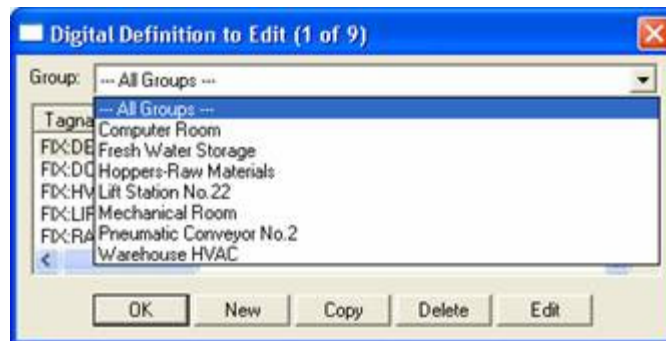 Digital Definition to Edit (1 of 9)
Group: --- All Groups ---
Tagna
--- All Groups ---
Computer Room
FIX:DE
Fresh Water Storage
FIX:DC
Hoppers-Raw Materials
FIX:HV
Lift Station No.22
FIX:LIF
Mechanical Room
FIX:RA
Pneumatic Conveyor No.2
Warehouse HVAC
OK New Copy Delete Edit